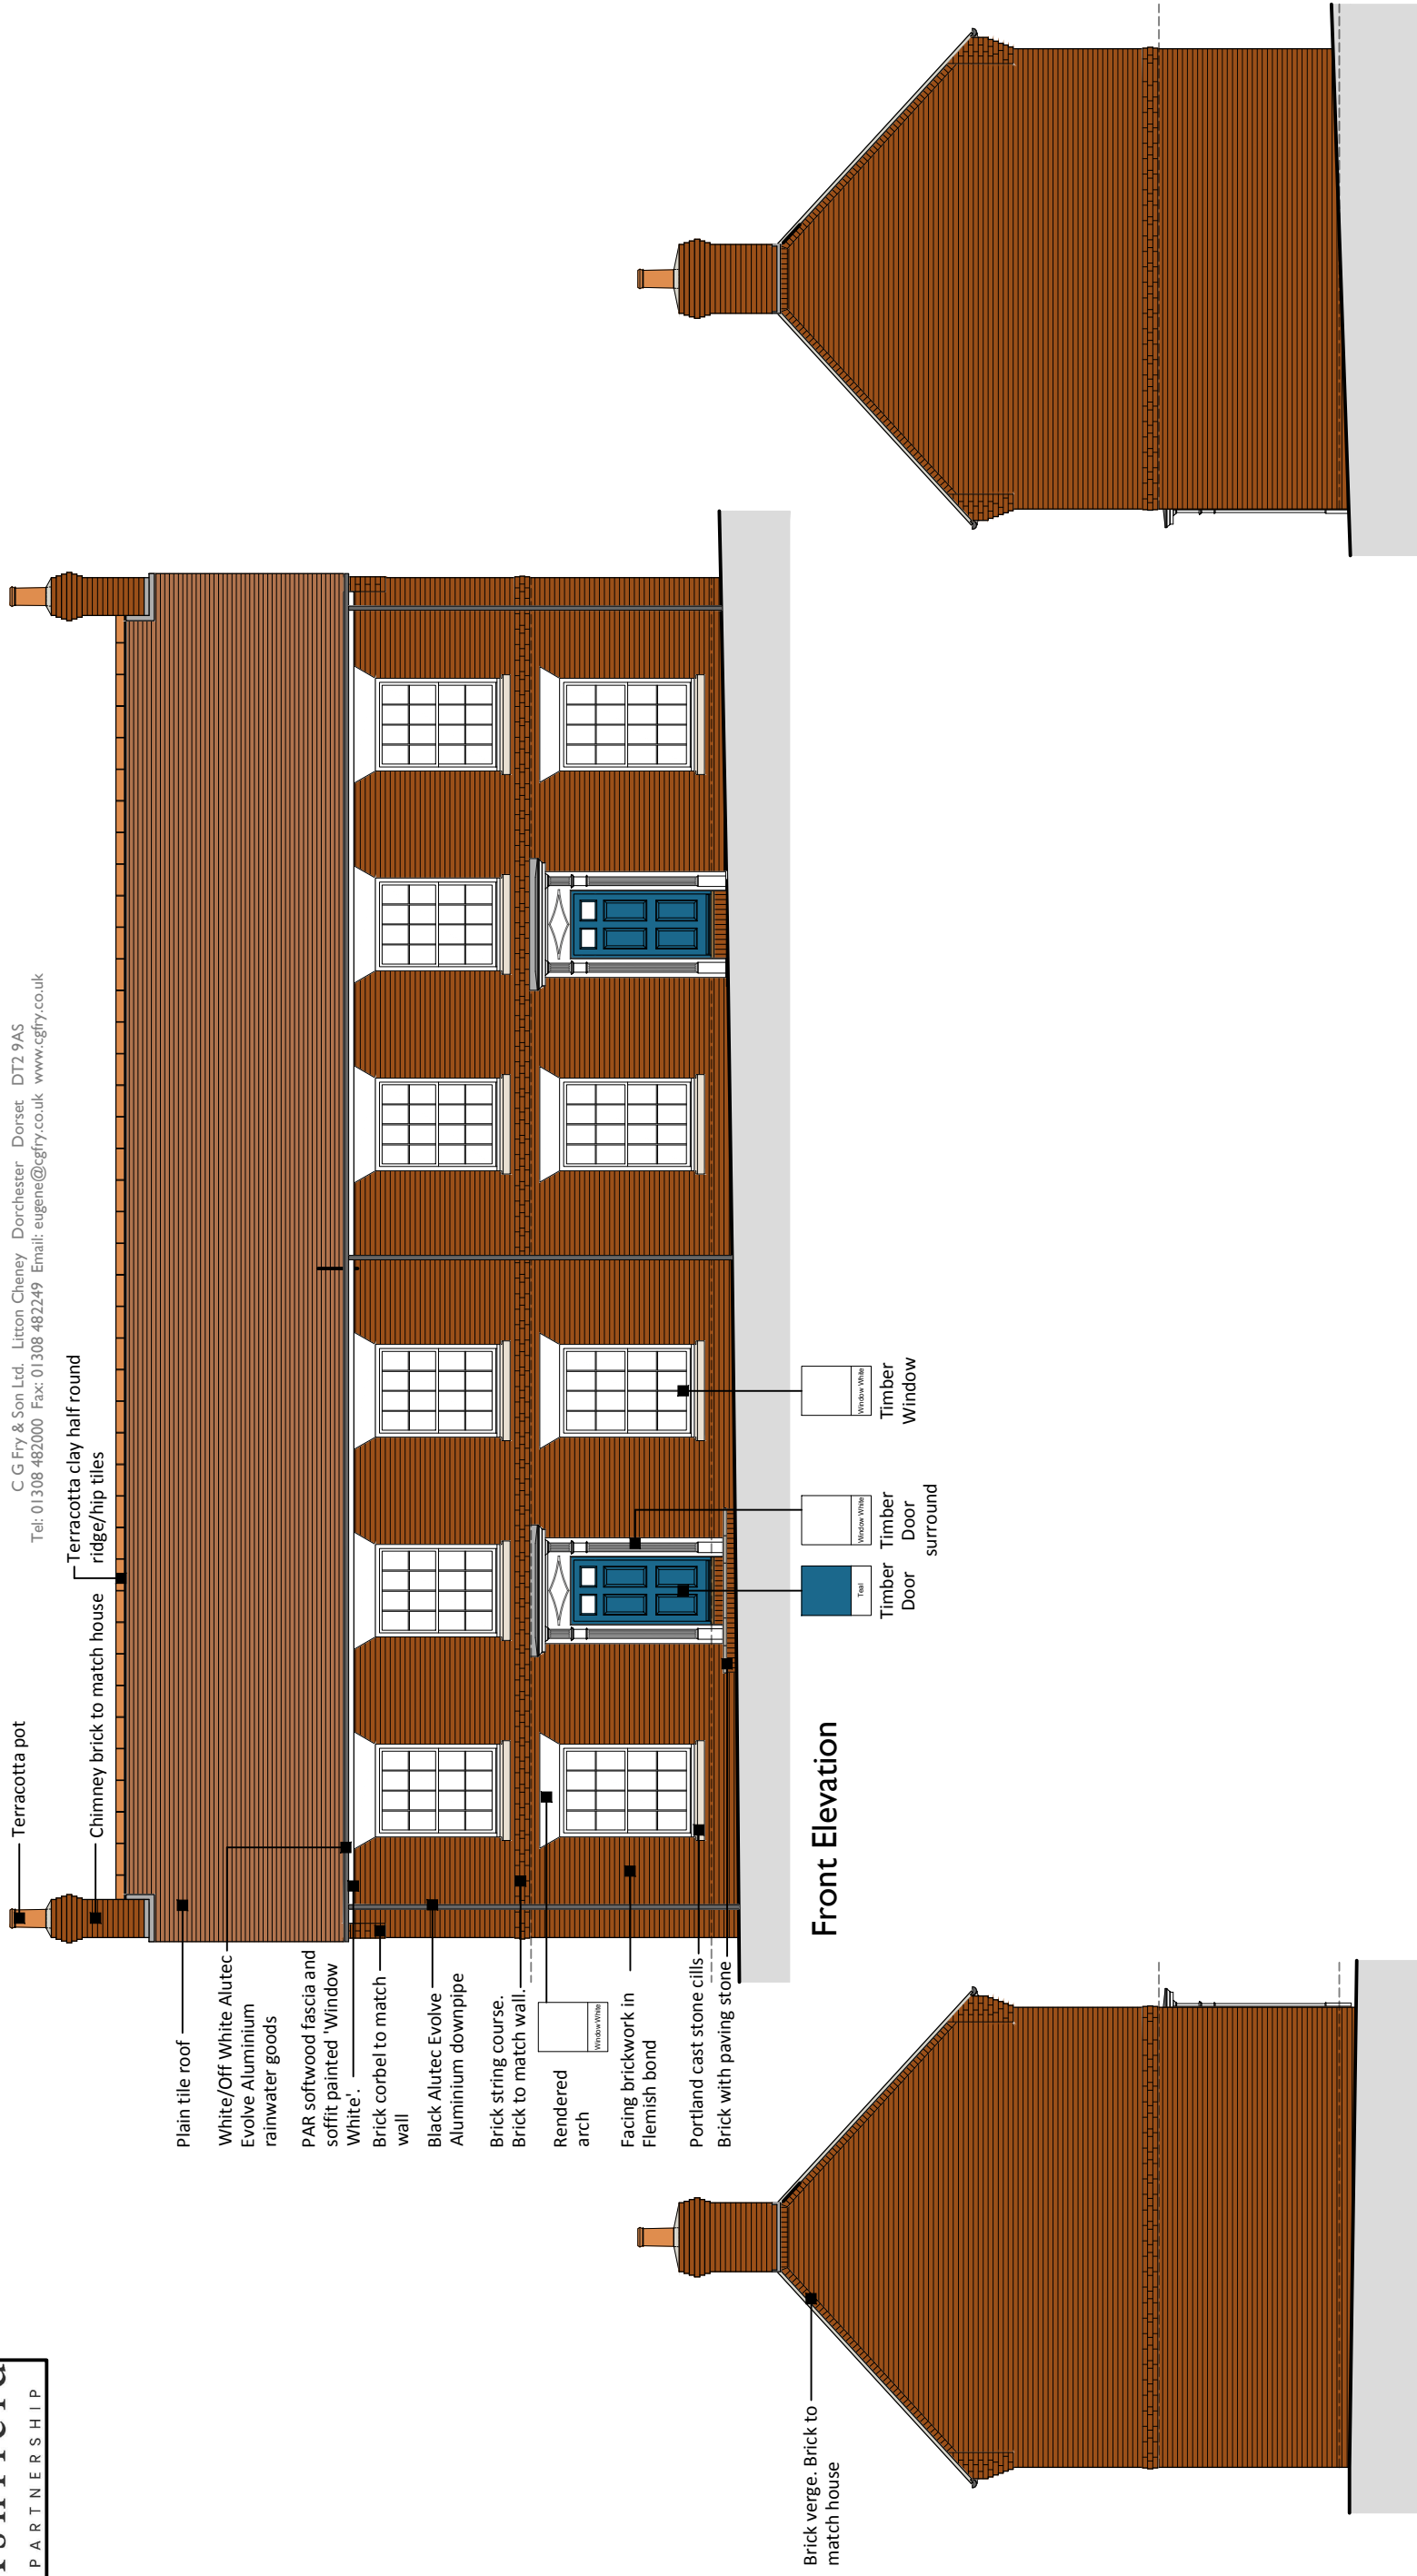 PARTNERSHIP
C G Fry & Son Ltd. Litton Cheney Dorchester Dorset DT2 9AS
Tel: 01308 482000 Fax: 01308 482249 Email: eugene@cgfry.co.uk www.cgfry.co.uk
Terracotta pot
Terracotta clay half round
ridge/hip tiles
Chimney brick to match house
Plain tile roof
White/Off White Alutec
Evolve Aluminium
rainwater goods
PAR softwood fascia and
soffit painted 'Window
White'.
Brick corbel to match
wall
Black Alutec Evolve
Aluminium downpipe
Brick string course.
Brick to match wall.
Window White
Rendered
arch
Facing brickwork in
Flemish bond
Portland cast stone cills
Brick with paving stone
Teal
Timber
Door
Window White
Timber
Door
surround
Window White
Timber
Window
Front Elevation
Brick verge. Brick to
match house